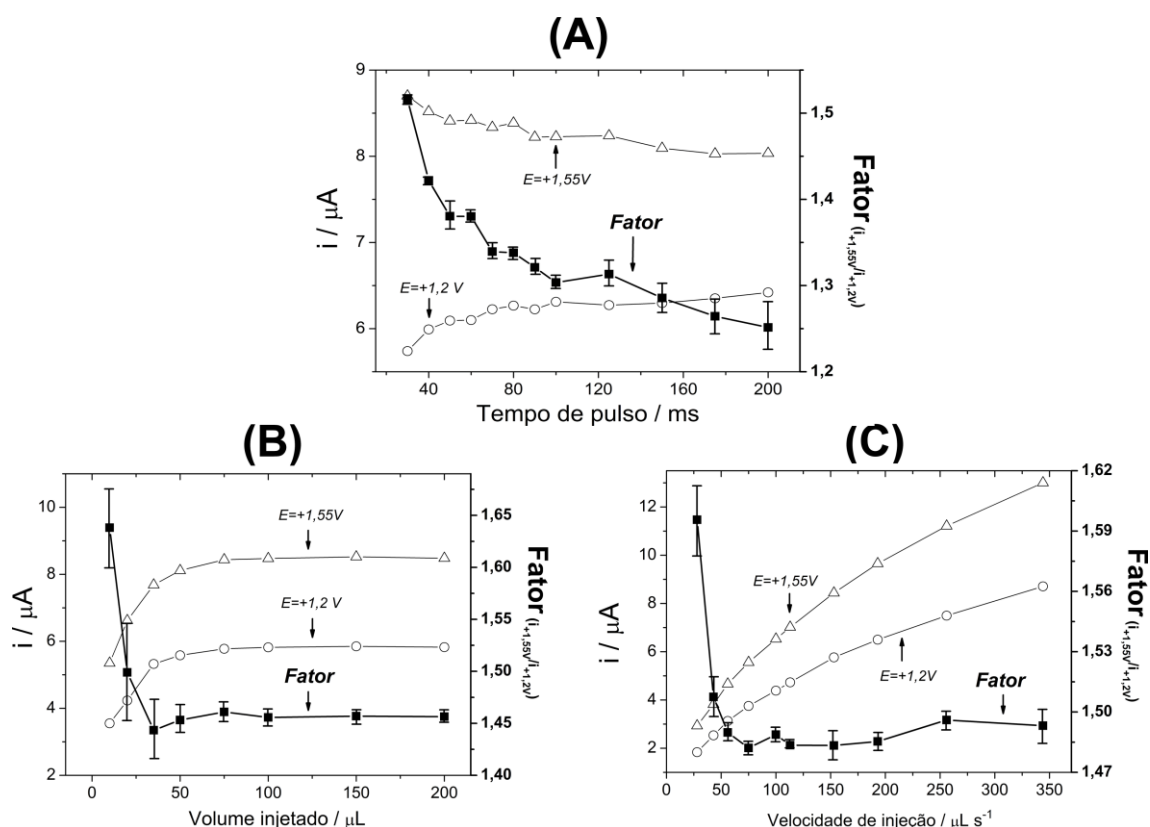 (A)
9
8
7
6
i / µA
1,5
1,4
1,3
1,2
Fator (i+1,55V/i+1,2V)
E=+1,55V
Fator
E=+1,2 V
40 80 120 160 200
Tempo de pulso / ms
(B)
10
8
6
4
2
i / µA
1,65
1,60
1,55
1,50
1,45
1,40
Fator (i+1,55V/i+1,2V)
E=+1,55V
E=+1,2 V
Fator
0 50 100 150 200
Volume injetado / µL
(C)
12
10
8
6
4
2
i / µA
1,62
1,59
1,56
1,53
1,50
1,47
Fator (i+1,55V/i+1,2V)
E=+1,55V
E=+1,2V
Fator
0 50 100 150 200 250 300 350
Velocidade de injeção / µL s-1